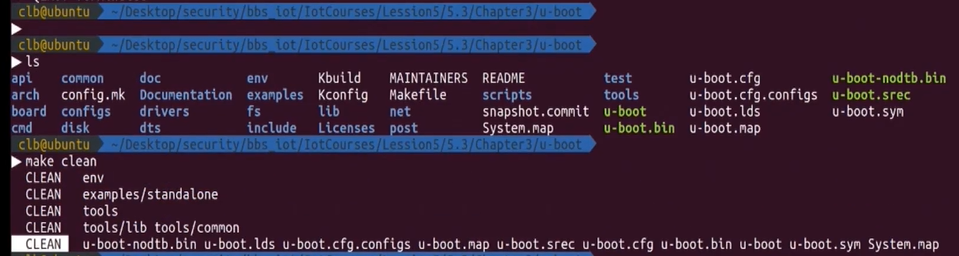 clb@ubuntu ~/Desktop/security/bbs_iot/IotCourses/Lession5/5.3/Chapter3/u-boot
clb@ubuntu ~/Desktop/security/bbs_iot/IotCourses/Lession5/5.3/Chapter3/u-boot
ls
api common doc env Kbuild MAINTAINERS README test u-boot.cfg u-boot-nodtb.bin
arch config.mk Documentation examples Kconfig Makefile scripts tools u-boot.cfg.configs u-boot.srec
board configs drivers fs lib net snapshot.commit u-boot u-boot.lds u-boot.sym
cmd disk dts include Licenses post System.map u-boot.bin u-boot.map
clb@ubuntu ~/Desktop/security/bbs_iot/IotCourses/Lession5/5.3/Chapter3/u-boot
make clean
CLEAN env
CLEAN examples/standalone
CLEAN tools
CLEAN tools/lib tools/common
CLEAN u-boot-nodtb.bin u-boot.lds u-boot.cfg.configs u-boot.map u-boot.srec u-boot.cfg u-boot.bin u-boot u-boot.sym System.map